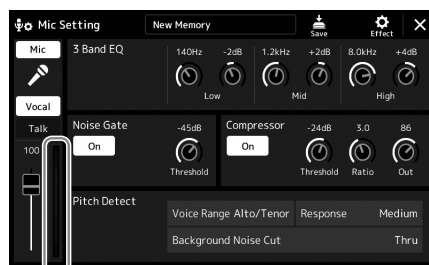 Mic Setting New Memory Save Effect
Mic 3 Band EQ 140Hz -2dB 1.2kHz +2dB 8.0kHz +4dB
Low Mid High
Vocal
Talk Noise Gate -45dB Compressor -24dB 3.0 86
100 On On
Threshold Threshold Ratio Out
Pitch Detect
Voice Range Alto/Tenor Response Medium
Background Noise Cut Thru